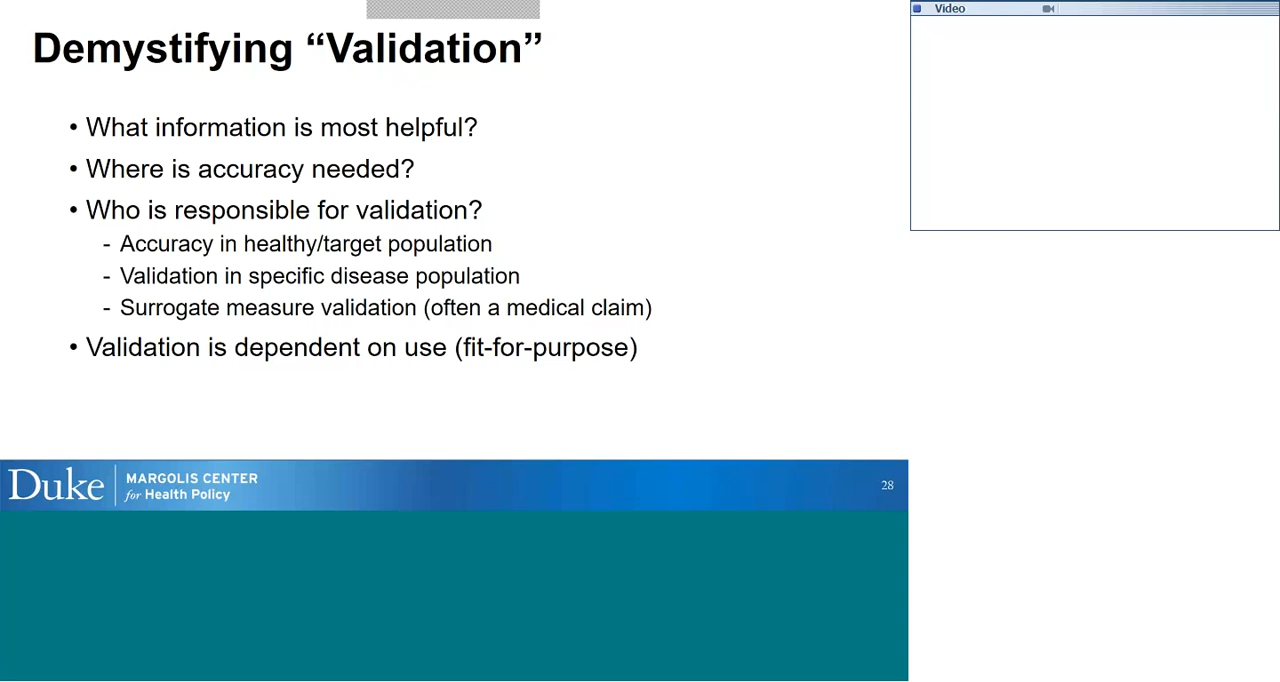 Demystifying “Validation”
• What information is most helpful?
• Where is accuracy needed?
• Who is responsible for validation?
- Accuracy in healthy/target population
- Validation in specific disease population
- Surrogate measure validation (often a medical claim)
• Validation is dependent on use (fit-for-purpose)
Duke
MARGOLIS CENTER
for Health Policy
28
Video